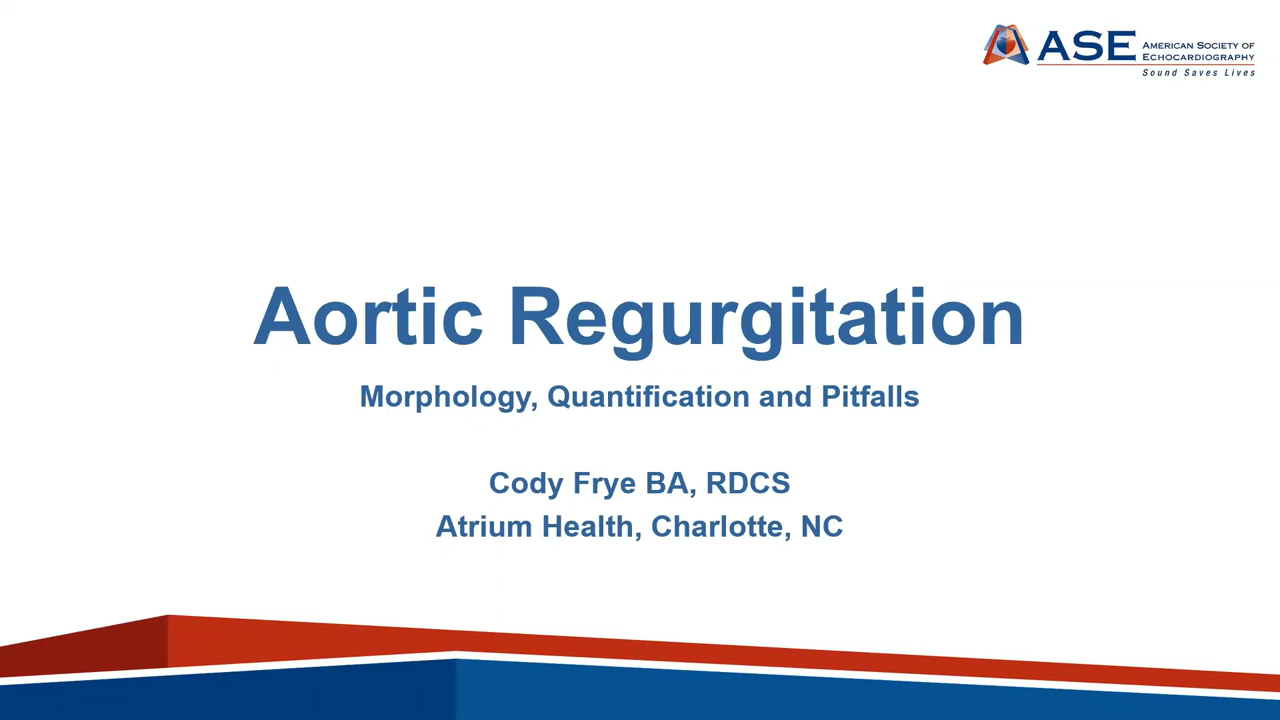 ASE AMERICAN SOCIETY OF
ECHOCARDIOGRAPHY
Sound Saves Lives
Aortic Regurgitation
Morphology, Quantification and Pitfalls
Cody Frye BA, RDCS
Atrium Health, Charlotte, NC